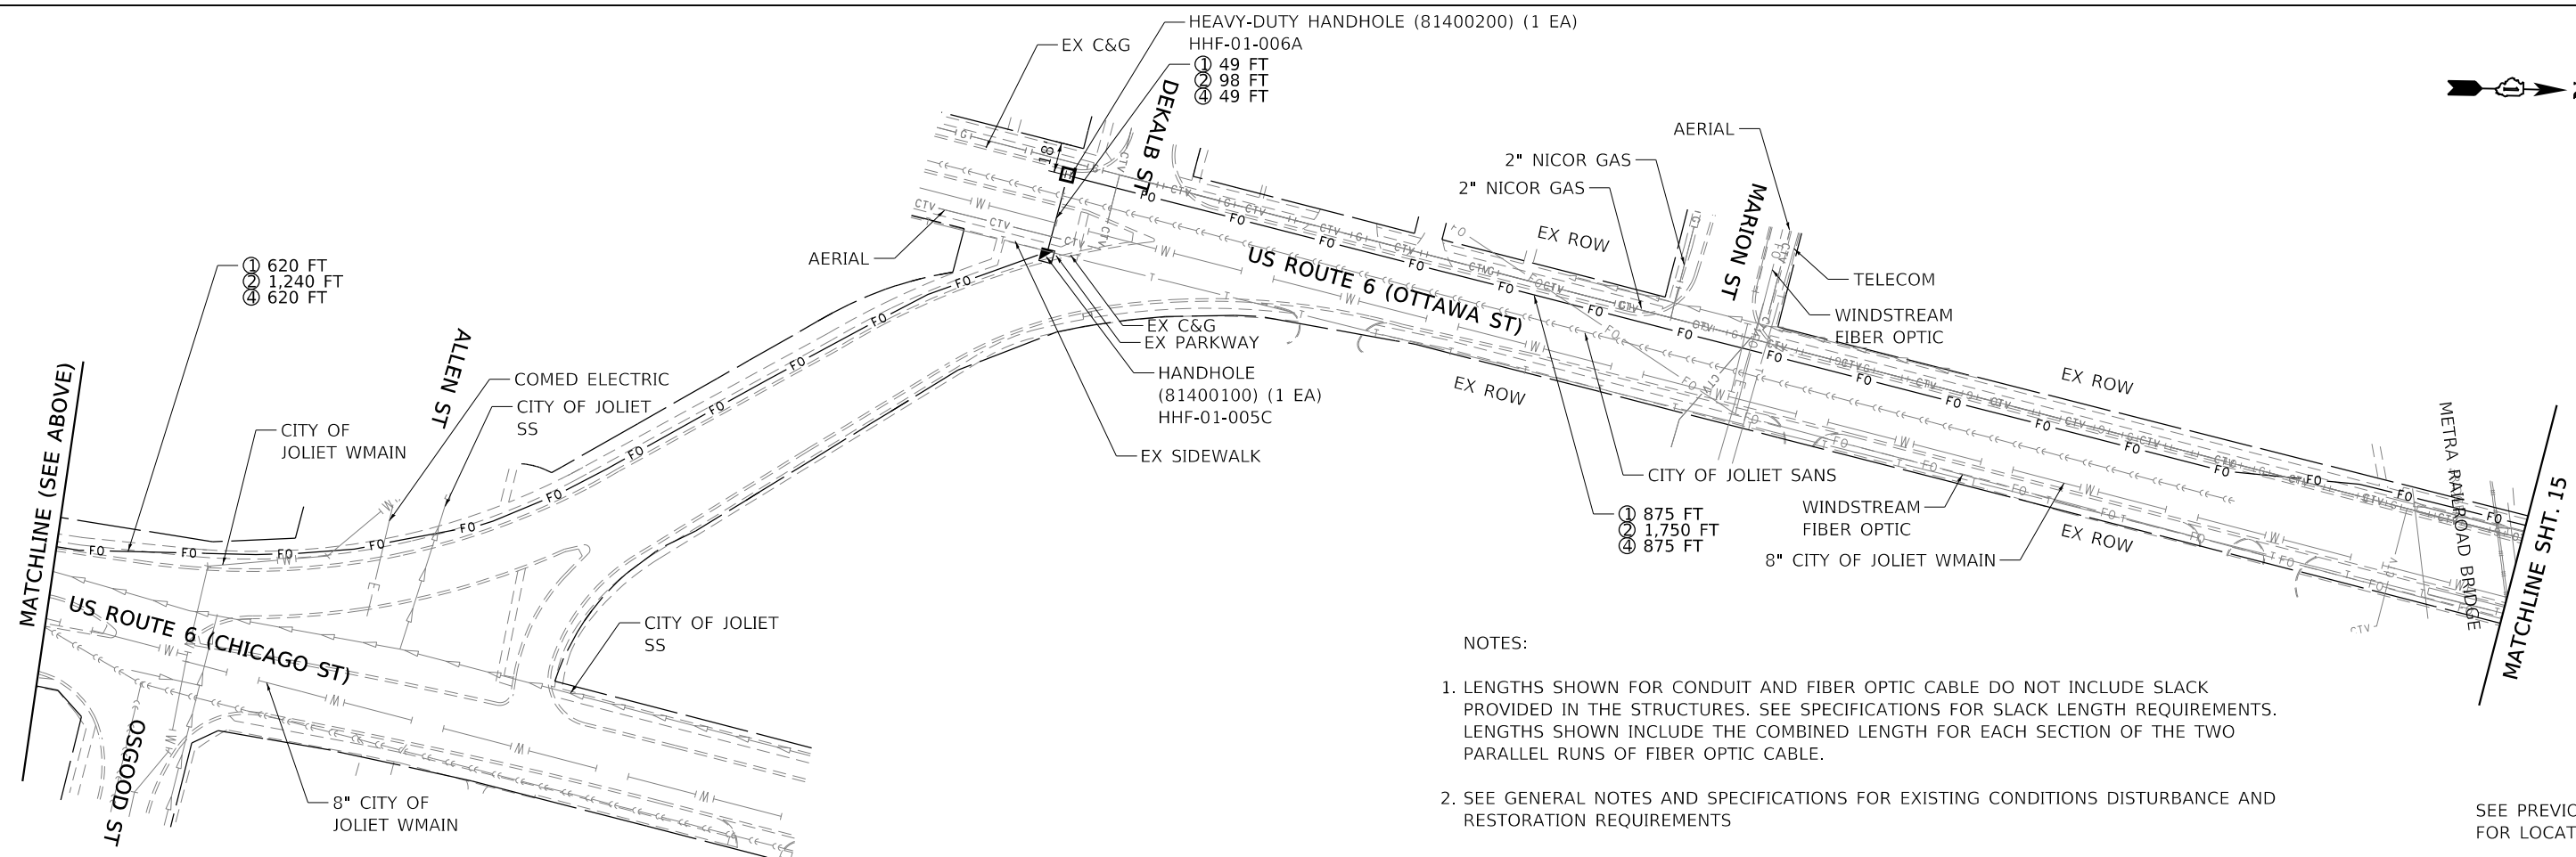 HEAVY-DUTY HANDHOLE (81400200) (1 EA)
HHF-01-006A
EX C&G
① 49 FT
② 98 FT
④ 49 FT
DEKALB ST
18'
AERIAL
2" NICOR GAS
2" NICOR GAS
MARION ST
EX ROW
TELECOM
WINDSTREAM
FIBER OPTIC
AERIAL
US ROUTE 6 (OTTAWA ST)
① 620 FT
② 1,240 FT
④ 620 FT
EX C&G
EX PARKWAY
HANDHOLE
(81400100) (1 EA)
HHF-01-005C
EX SIDEWALK
ALLEN ST
COMED ELECTRIC
CITY OF JOLIET
SS
CITY OF
JOLIET WMAIN
MATCHLINE (SEE ABOVE)
EX ROW
EX ROW
METRA RAILROAD BRIDGE
CITY OF JOLIET SANS
WINDSTREAM
FIBER OPTIC
① 875 FT
② 1,750 FT
④ 875 FT
8" CITY OF JOLIET WMAIN
EX ROW
MATCHLINE SHT. 15
US ROUTE 6 (CHICAGO ST)
CITY OF JOLIET
SS
OSGOOD ST
8" CITY OF
JOLIET WMAIN
NOTES:
1. LENGTHS SHOWN FOR CONDUIT AND FIBER OPTIC CABLE DO NOT INCLUDE SLACK
PROVIDED IN THE STRUCTURES. SEE SPECIFICATIONS FOR SLACK LENGTH REQUIREMENTS.
LENGTHS SHOWN INCLUDE THE COMBINED LENGTH FOR EACH SECTION OF THE TWO
PARALLEL RUNS OF FIBER OPTIC CABLE.
2. SEE GENERAL NOTES AND SPECIFICATIONS FOR EXISTING CONDITIONS DISTURBANCE AND
RESTORATION REQUIREMENTS
SEE PREVIO
FOR LOCAT